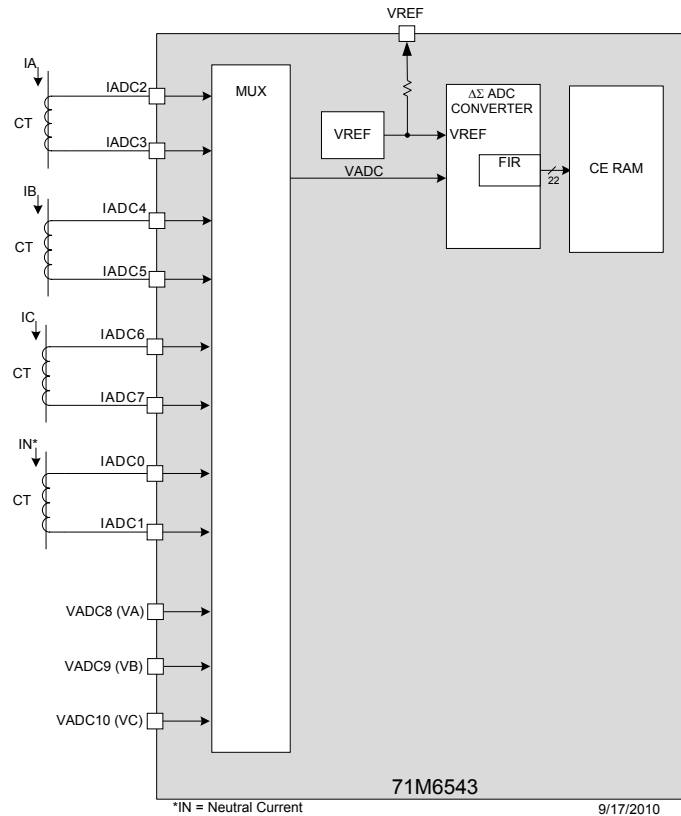 VREF
IA
IADC2
MUX
ΔΣ ADC
CONVERTER
CT
VREF
VREF
IADC3
FIR
CE RAM
VADC
22
IB
IADC4
CT
IADC5
IC
IADC6
CT
IADC7
IN*
IADC0
CT
IADC1
VADC8 (VA)
VADC9 (VB)
VADC10 (VC)
71M6543
*IN = Neutral Current
9/17/2010